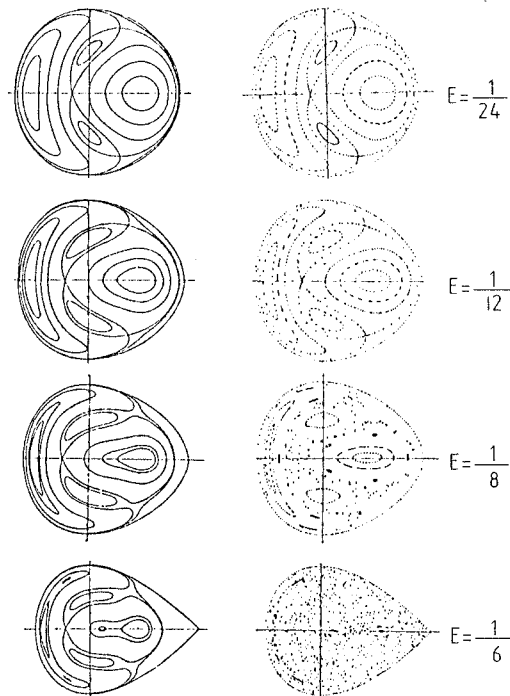 E = 1/24
E = 1/12
E = 1/8
E = 1/6